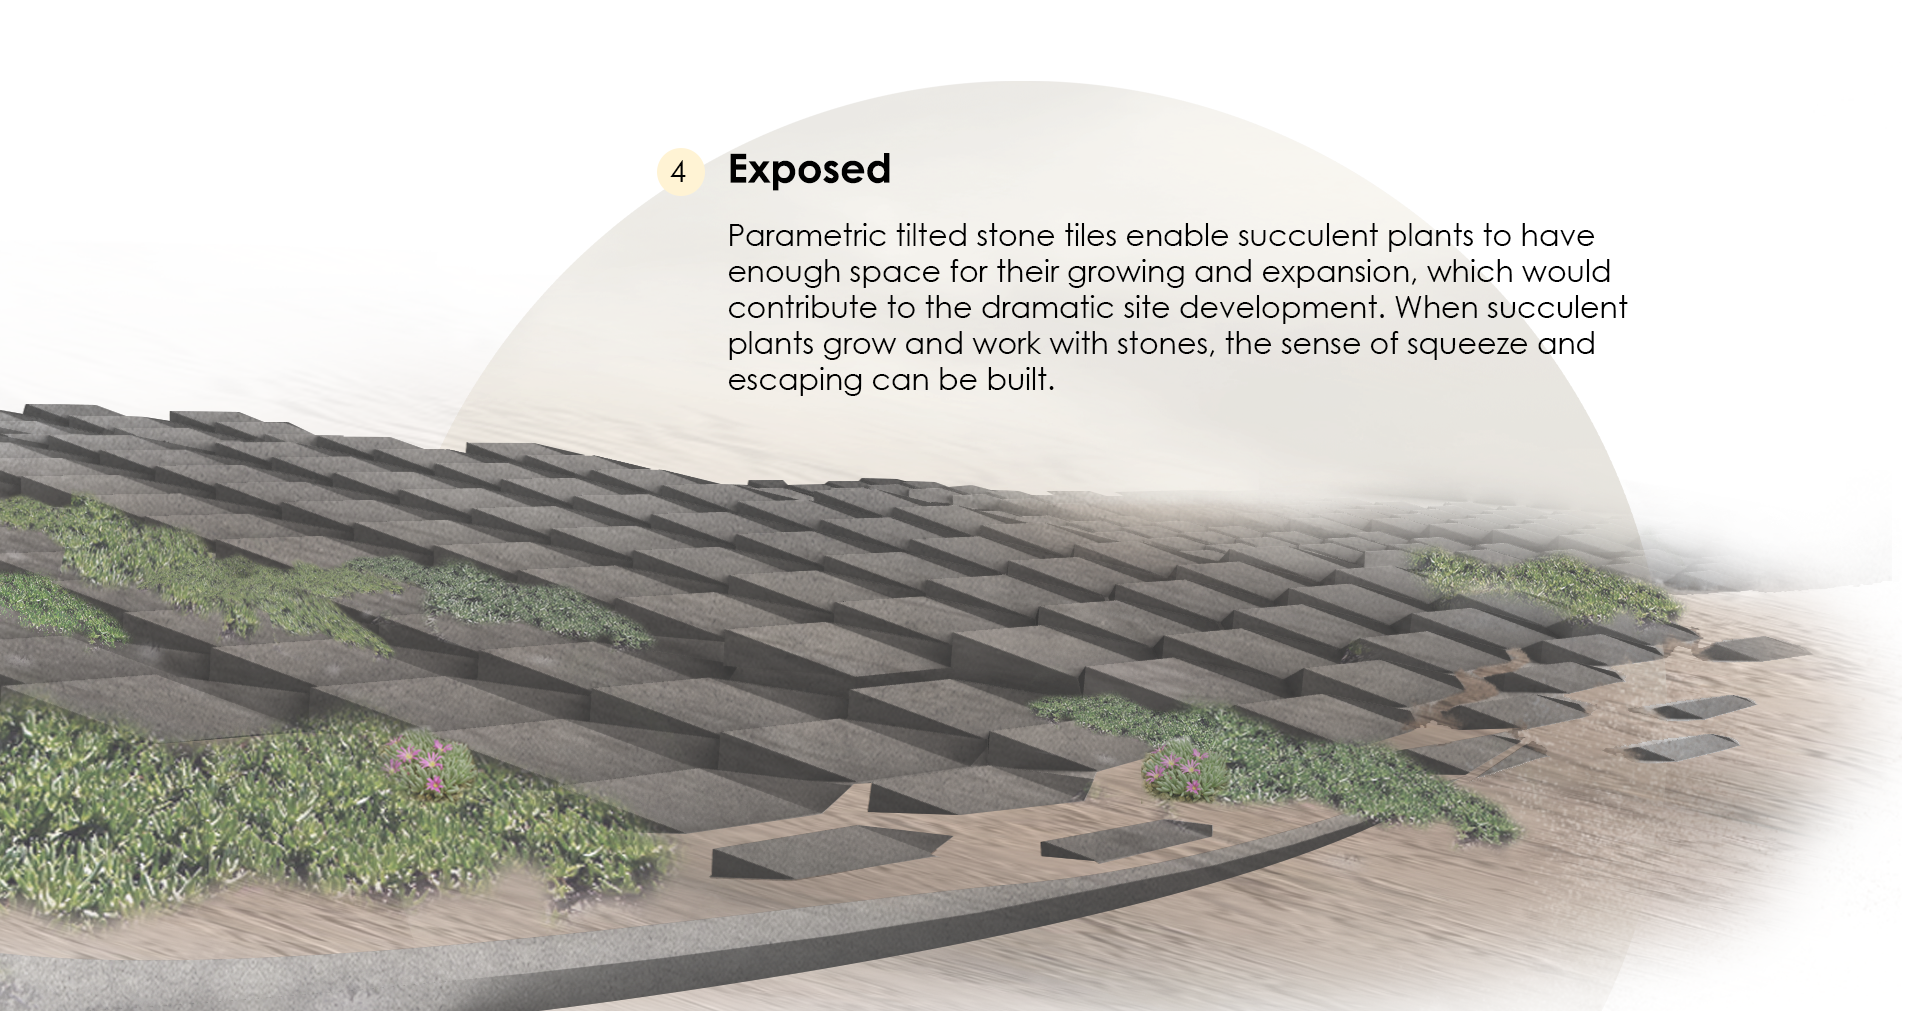 4 Exposed
Parametric tilted stone tiles enable succulent plants to have
enough space for their growing and expansion, which would
contribute to the dramatic site development. When succulent
plants grow and work with stones, the sense of squeeze and
escaping can be built.